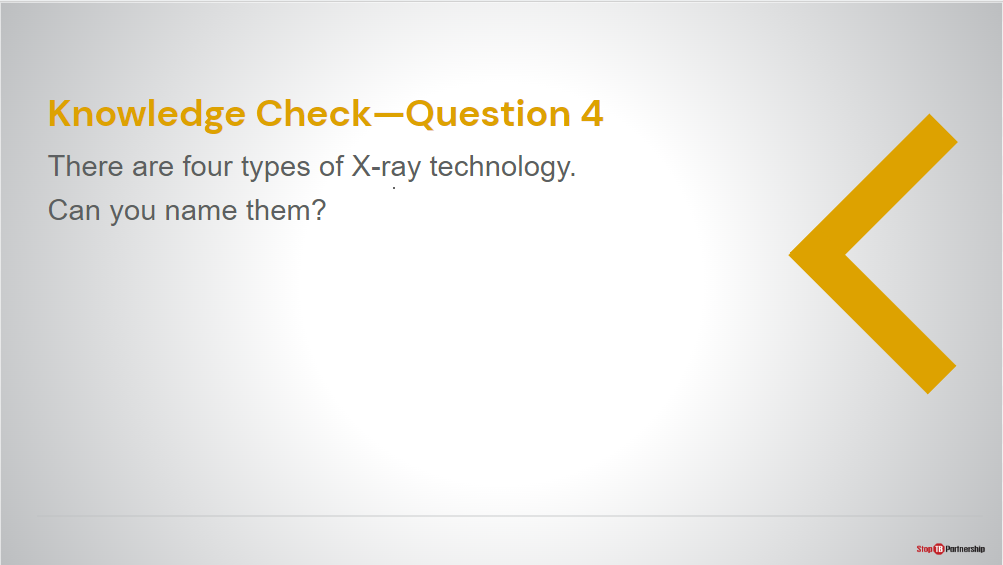 Knowledge Check—Question 4
There are four types of X-ray technology.
Can you name them?
Stop TB Partnership